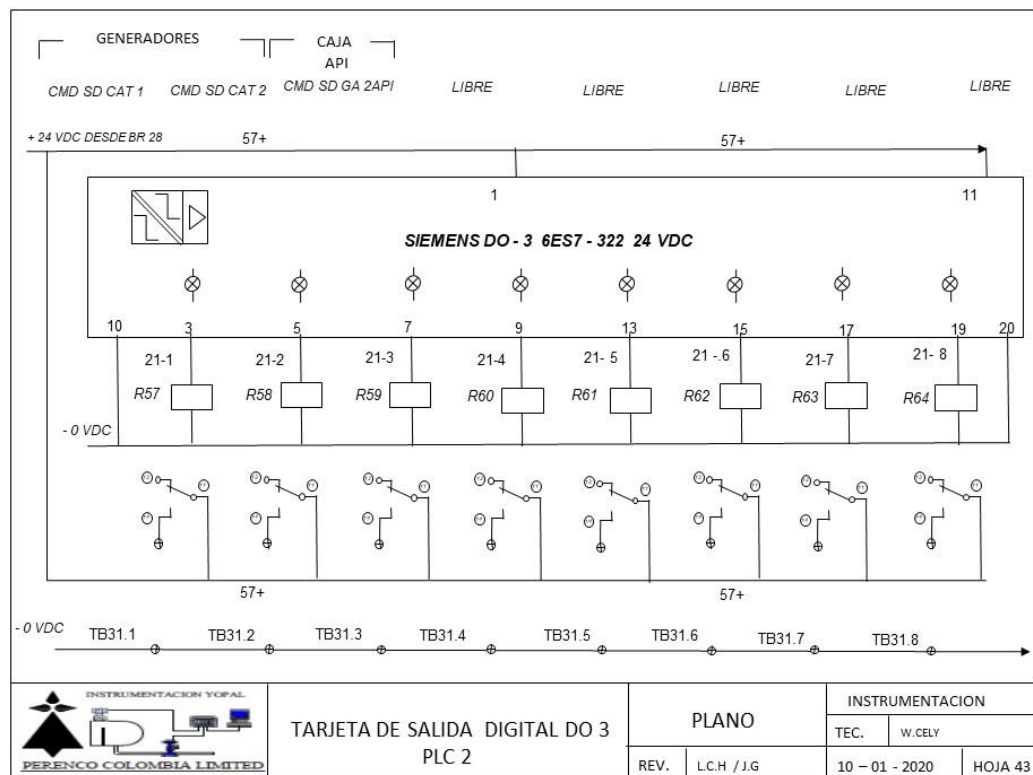 GENERADORES
CAJA
API
CMD SD CAT 1
CMD SD CAT 2
CMD SD GA 2API
LIBRE
LIBRE
LIBRE
LIBRE
LIBRE
+ 24 VDC DESDE BR 28
57+
57+
1
11
SIEMENS DO - 3 6ES7 - 322 24 VDC
10
3
5
7
9
13
15
17
19
20
21-1
21-2
21-3
21-4
21- 5
21 -.6
21-7
21- 8
R57
R58
R59
R60
R61
R62
R63
R64
- 0 VDC
57+
57+
- 0 VDC
TB31.1
TB31.2
TB31.3
TB31.4
TB31.5
TB31.6
TB31.7
TB31.8
INSTRUMENTACION YOPAL
PERENCO COLOMBIA LIMITED
TARJETA DE SALIDA DIGITAL DO 3
PLC 2
PLANO
REV.
L.C.H / J.G
INSTRUMENTACION
TEC.
W.CELY
10 – 01 - 2020
HOJA 43